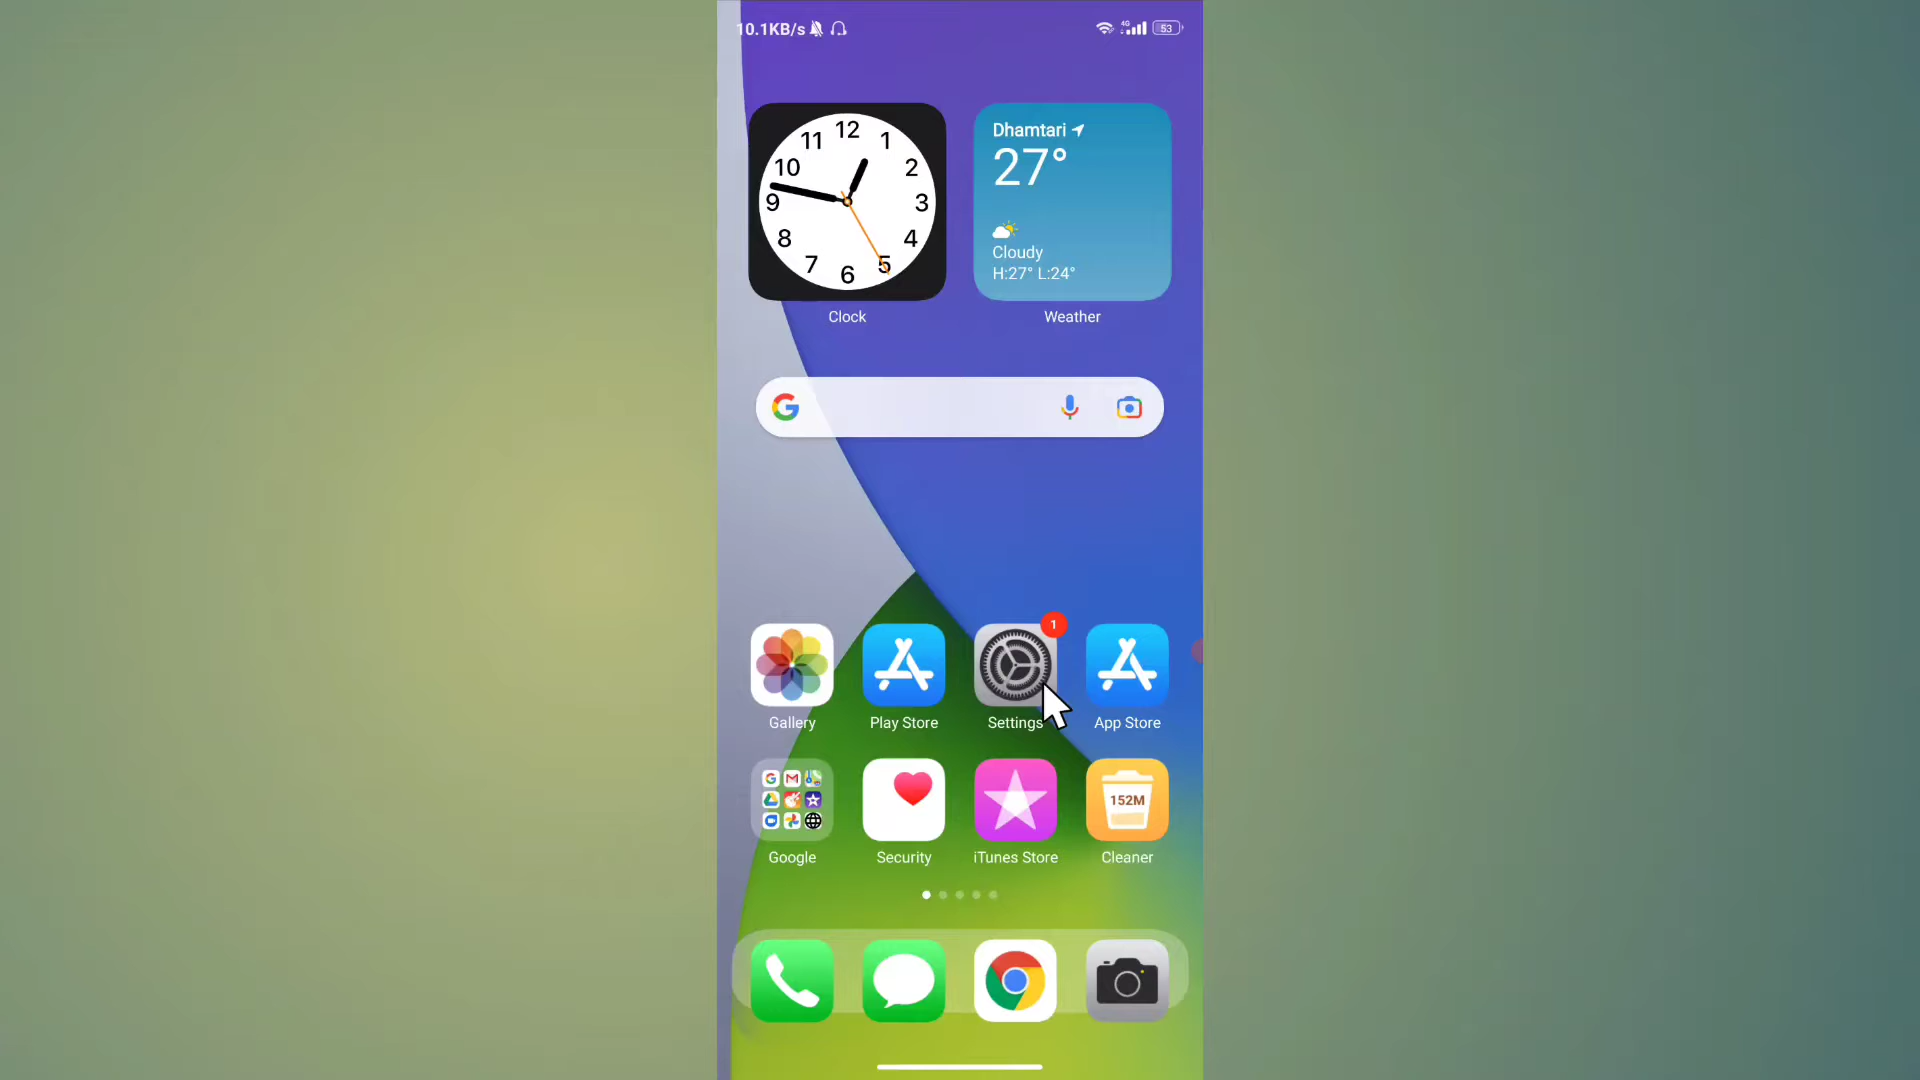 10.1KB/s
4G
53
12
11
1
10
2
9
3
8
4
7
5
6
Dhamtari
27°
Cloudy
H:27° L:24°
Clock
Weather
1
Gallery
Play Store
Settings
App Store
152M
Google
Security
iTunes Store
Cleaner